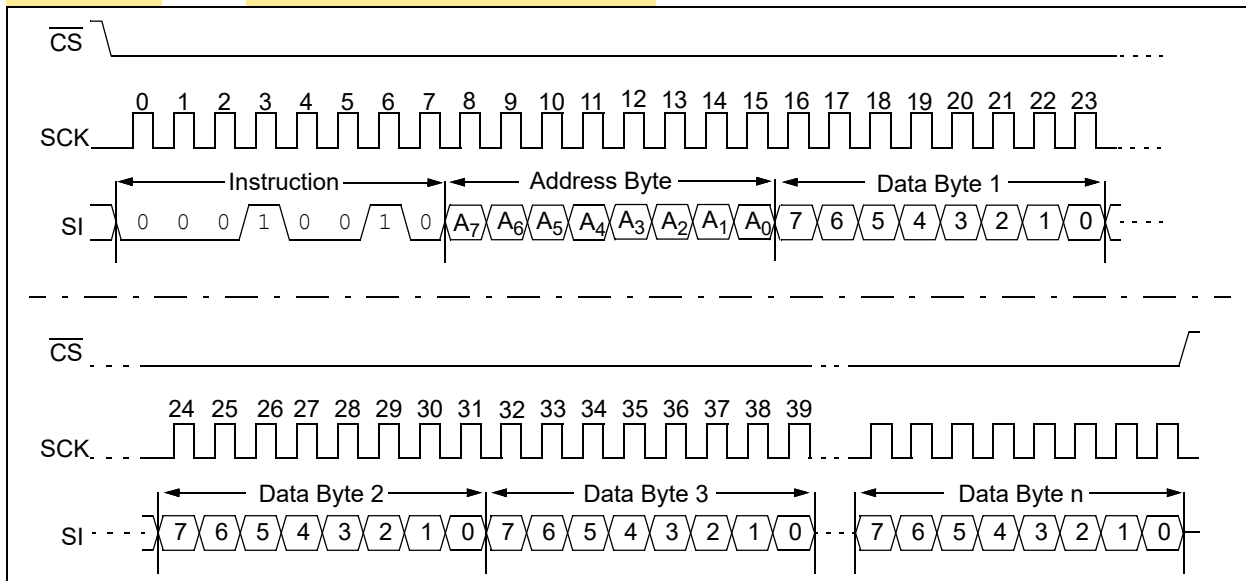 CS
0 1 2 3 4 5 6 7 8 9 10 11 12 13 14 15 16 17 18 19 20 21 22 23
SCK
Instruction Address Byte Data Byte 1
SI 0 0 0 1 0 0 1 0 A7 A6 A5 A4 A3 A2 A1 A0 7 6 5 4 3 2 1 0
CS
24 25 26 27 28 29 30 31 32 33 34 35 36 37 38 39
SCK
Data Byte 2 Data Byte 3 Data Byte n
SI 7 6 5 4 3 2 1 0 7 6 5 4 3 2 1 0 7 6 5 4 3 2 1 0